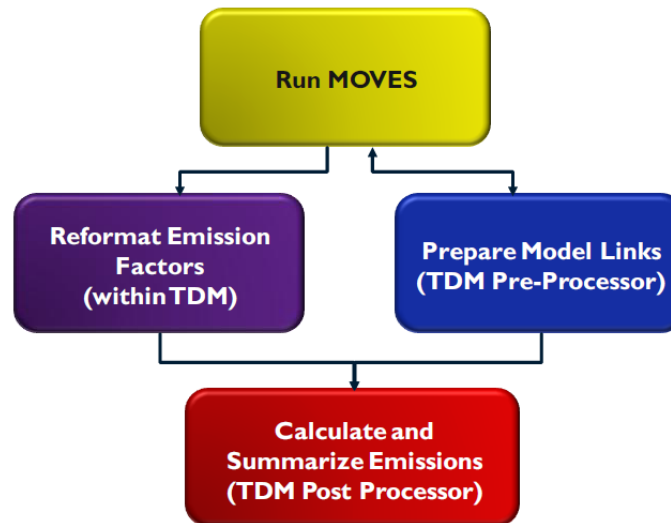 Run MOVES
Reformat Emission
Factors
(within TDM)
Prepare Model Links
(TDM Pre-Processor)
Calculate and
Summarize Emissions
(TDM Post Processor)